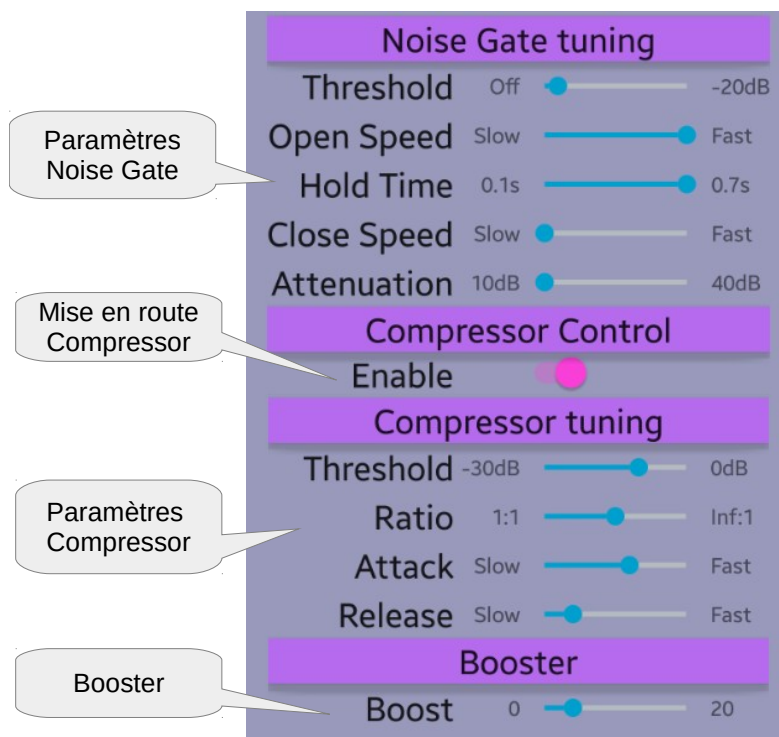 Noise Gate tuning
Threshold Off -20dB
Open Speed Slow Fast
Paramètres
Noise Gate
Hold Time 0.1s 0.7s
Close Speed Slow Fast
Attenuation 10dB 40dB
Mise en route
Compressor
Compressor Control
Enable
Compressor tuning
Threshold -30dB 0dB
Paramètres
Compressor
Ratio 1:1 Inf:1
Attack Slow Fast
Release Slow Fast
Booster
Booster
Boost 0 20